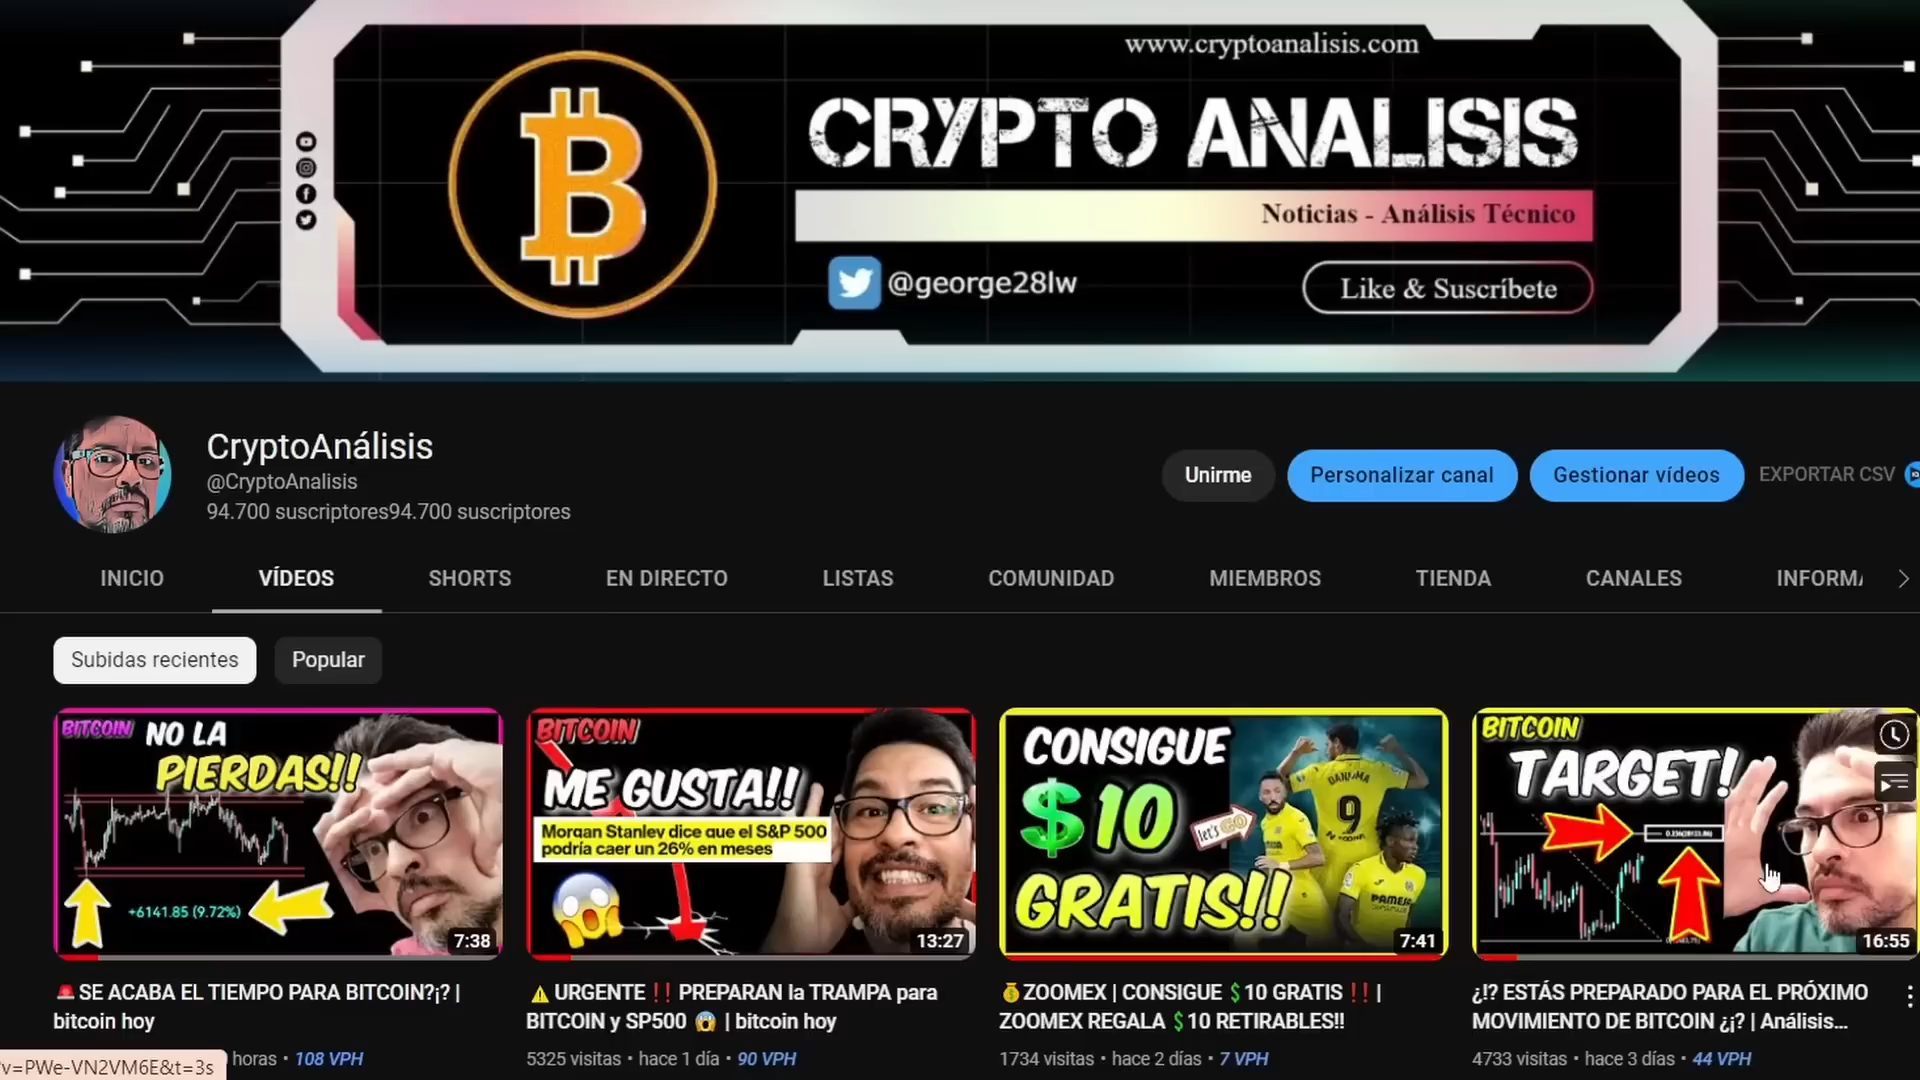 www.cryptoanalisis.com
CRYPTO ANALISIS
Noticias - Análisis Técnico
@george28lw
Like & Suscríbete
CryptoAnálisis
@CryptoAnalisis
94.700 suscriptores94.700 suscriptores
Unirme
Personalizar canal
Gestionar vídeos
EXPORTAR CSV
INICIO
VÍDEOS
SHORTS
EN DIRECTO
LISTAS
COMUNIDAD
MIEMBROS
TIENDA
CANALES
INFORMA
Subidas recientes
Popular
BITCOIN
NO LA
PIERDAS!!
+6141.85 (9.72%)
7:38
BITCOIN
ME GUSTA!!
Morgan Stanley dice que el S&P 500
podría caer un 26% en meses
13:27
CONSIGUE
$10
GRATIS!!
let's GO
DANJUMA
9
PAMESA
7:41
BITCOIN
TARGET!
16:55
SE ACABA EL TIEMPO PARA BITCOIN?¡? |
bitcoin hoy
horas • 108 VPH
URGENTE ‼️ PREPARAN la TRAMPA para
BITCOIN y SP500 😱 | bitcoin hoy
5325 visitas • hace 1 día • 90 VPH
ZOOMEX | CONSIGUE $10 GRATIS ‼️ |
ZOOMEX REGALA $10 RETIRABLES!!
1734 visitas • hace 2 días • 7 VPH
¿!? ESTÁS PREPARADO PARA EL PRÓXIMO
MOVIMIENTO DE BITCOIN ¿¡? | Análisis...
4733 visitas • hace 3 días • 44 VPH
v=PWe-VN2VM6E&t=3s